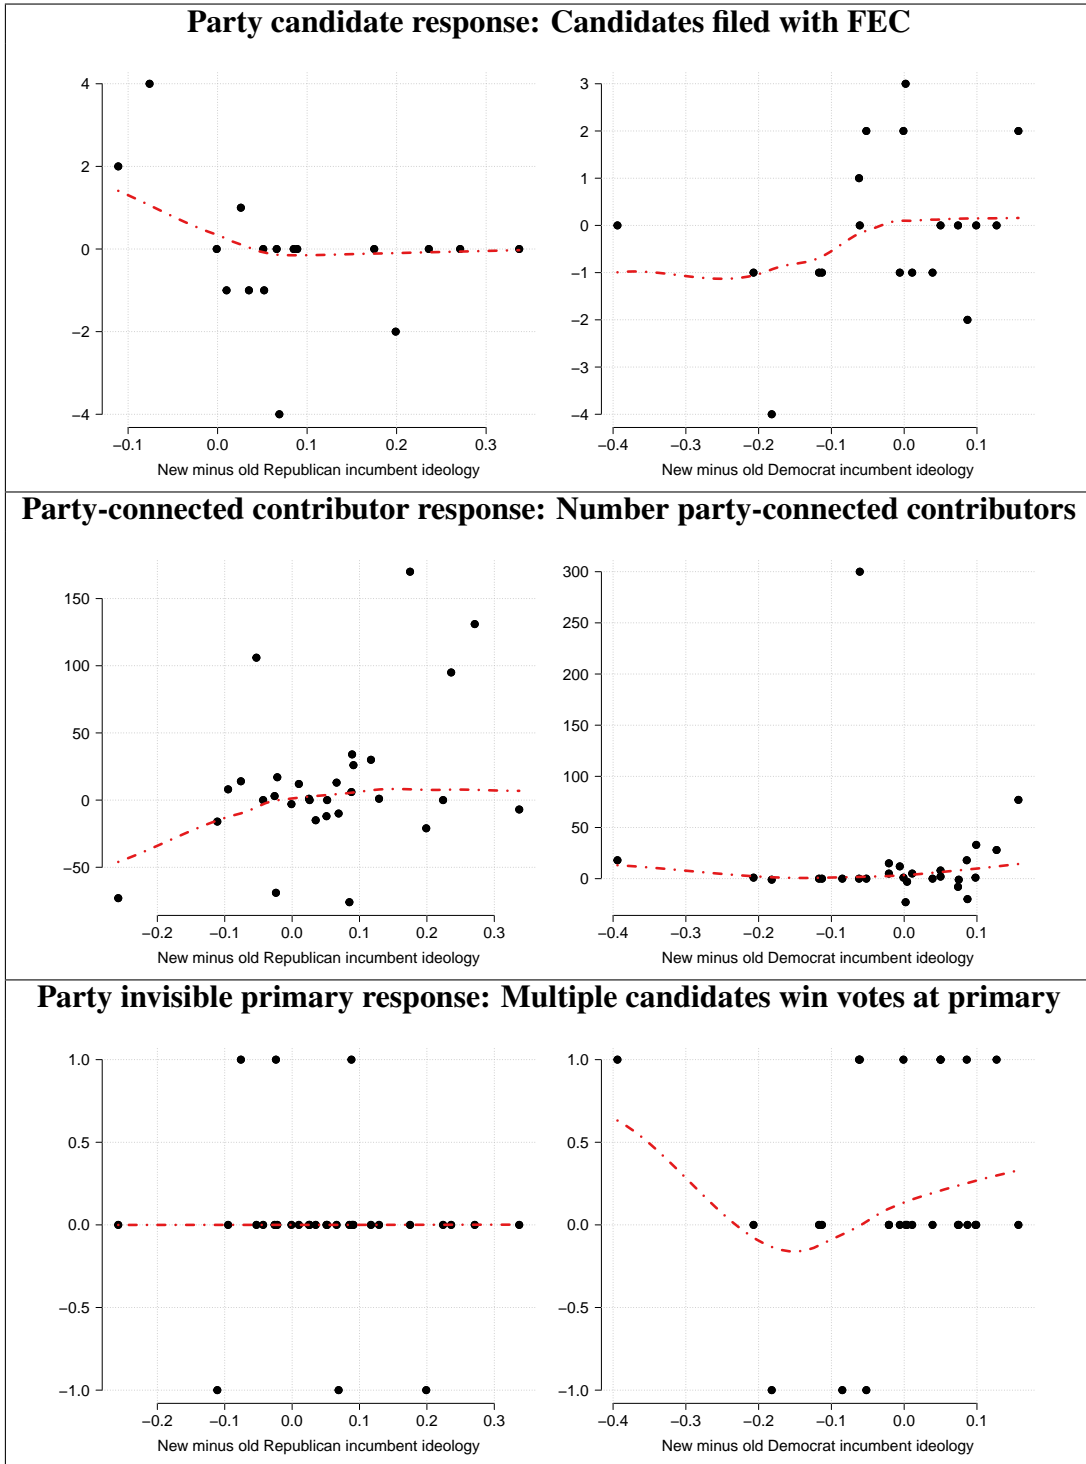 Party candidate response: Candidates filed with FEC
4
2
0
−2
−4
−0.1 0.0 0.1 0.2 0.3
New minus old Republican incumbent ideology
3
2
1
0
−1
−2
−3
−4
−0.4 −0.3 −0.2 −0.1 0.0 0.1
New minus old Democrat incumbent ideology
Party-connected contributor response: Number party-connected contributors
150
100
50
0
−50
−0.2 −0.1 0.0 0.1 0.2 0.3
New minus old Republican incumbent ideology
300
250
200
150
100
50
0
−0.4 −0.3 −0.2 −0.1 0.0 0.1
New minus old Democrat incumbent ideology
Party invisible primary response: Multiple candidates win votes at primary
1.0
0.5
0.0
−0.5
−1.0
−0.2 −0.1 0.0 0.1 0.2 0.3
New minus old Republican incumbent ideology
1.0
0.5
0.0
−0.5
−1.0
−0.4 −0.3 −0.2 −0.1 0.0 0.1
New minus old Democrat incumbent ideology